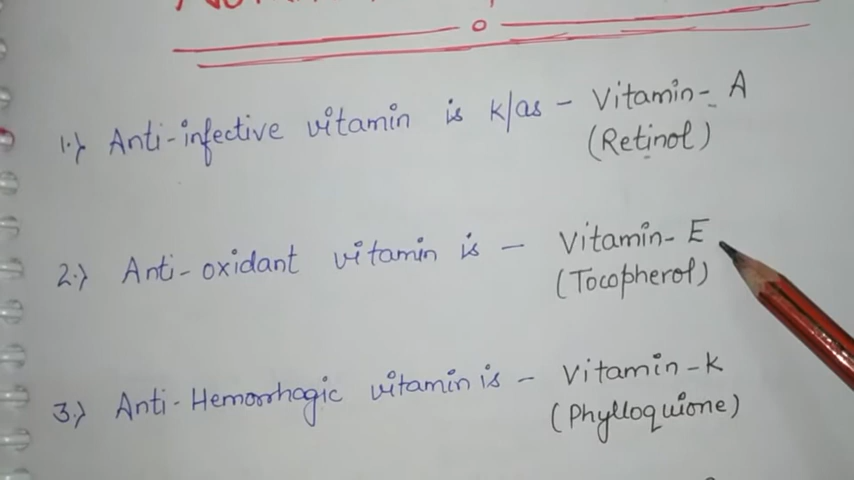 1.) Anti-infective vitamin is k/as - Vitamin- A
(Retinol)
2.) Anti-oxidant vitamin is - Vitamin- E
(Tocopherol)
3.) Anti-Hemorrhagic vitamin is - Vitamin-K
(Phylloquione)